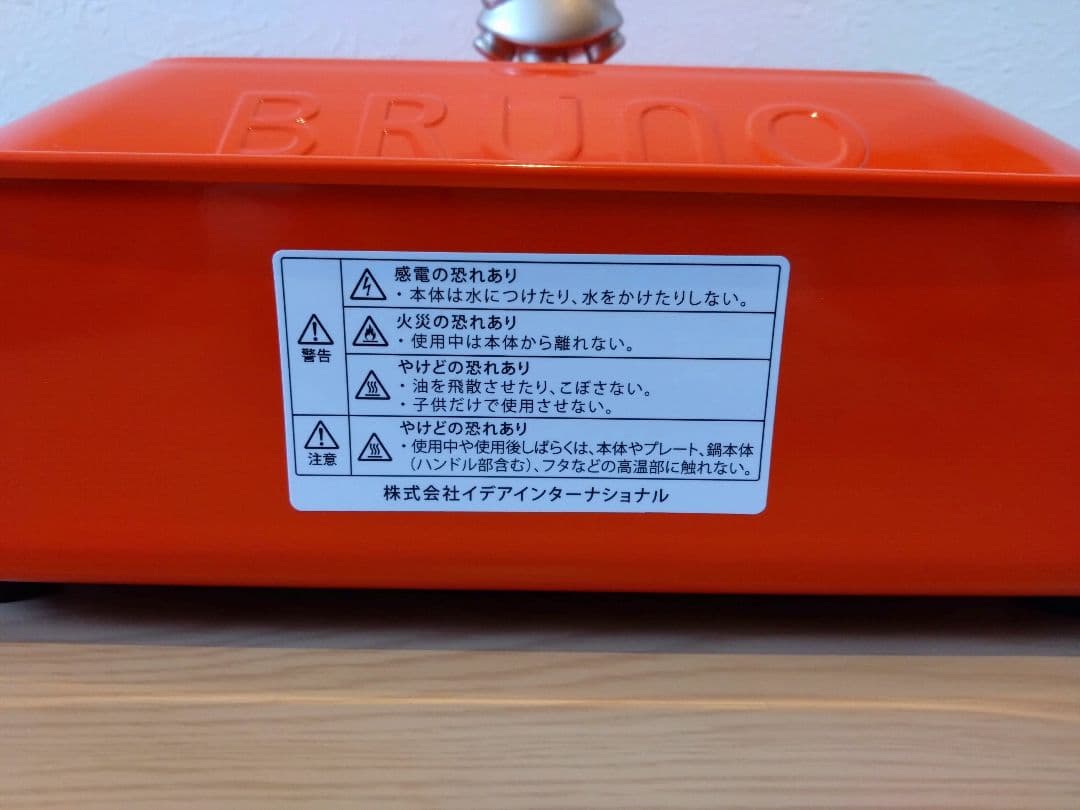 BRUNO
感電の恐れあり
・本体は水につけたり、水をかけたりしない。
火災の恐れあり
・使用中は本体から離れない。
警告
やけどの恐れあり
・油を飛散させたり、こぼさない。
・子供だけで使用させない。
やけどの恐れあり
注意
・使用中や使用後しばらくは、本体やプレート、鍋本体
（ハンドル部含む）、フタなどの高温部に触れない。
株式会社イデアインターナショナル